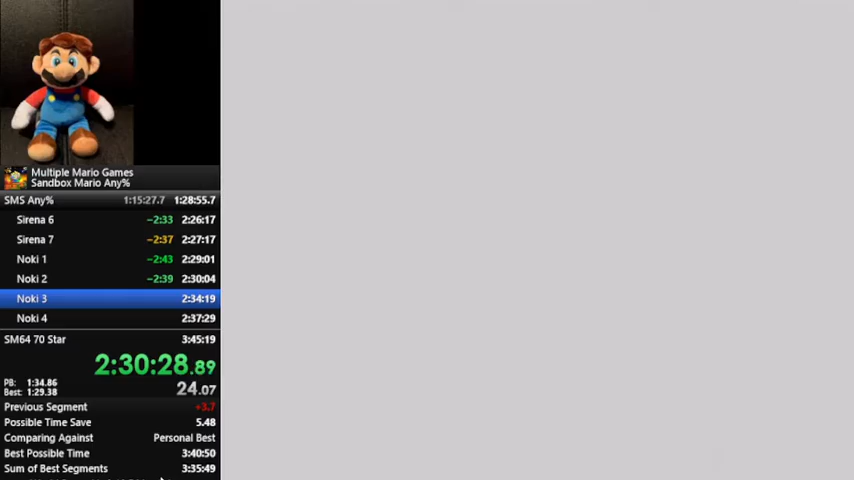 Multiple Mario Games
Sandbox Mario Any%
SMS Any% 1:15:27.7 1:28:55.7
Sirena 6 −2:33 2:26:17
Sirena 7 −2:37 2:27:17
Noki 1 −2:43 2:29:01
Noki 2 −2:39 2:30:04
Noki 3 2:34:19
Noki 4 2:37:29
SM64 70 Star 3:45:19
2:30:28.89
PB: 1:34.86
Best: 1:29.38
24.07
Previous Segment +3.7
Possible Time Save 5.48
Comparing Against Personal Best
Best Possible Time 3:40:50
Sum of Best Segments 3:35:49